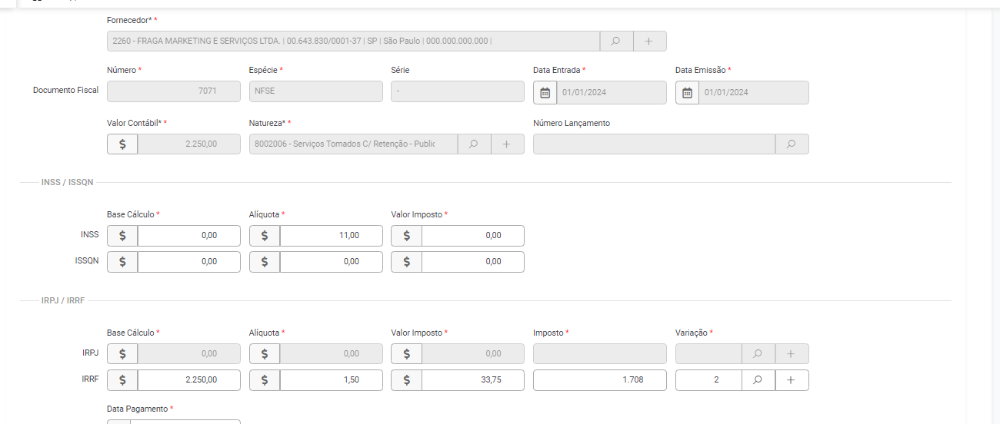 Fornecedor* *
2260 - FRAGA MARKETING E SERVIÇOS LTDA. | 00.643.830/0001-37 | SP | São Paulo | 000.000.000.000 |
Número * Espécie * Série Data Entrada * Data Emissão *
Documento Fiscal 7071 NFSE - 01/01/2024 01/01/2024
Valor Contábil* * Natureza* * Número Lançamento
$ 2.250,00 8002006 - Serviços Tomados C/ Retenção - Public
INSS / ISSQN
Base Cálculo * Alíquota * Valor Imposto *
INSS $ 0,00 $ 11,00 $ 0,00
ISSQN $ 0,00 $ 0,00 $ 0,00
IRPJ / IRRF
Base Cálculo * Alíquota * Valor Imposto * Imposto * Variação *
IRPJ $ 0,00 $ 0,00 $ 0,00
IRRF $ 2.250,00 $ 1,50 $ 33,75 1.708 2
Data Pagamento *